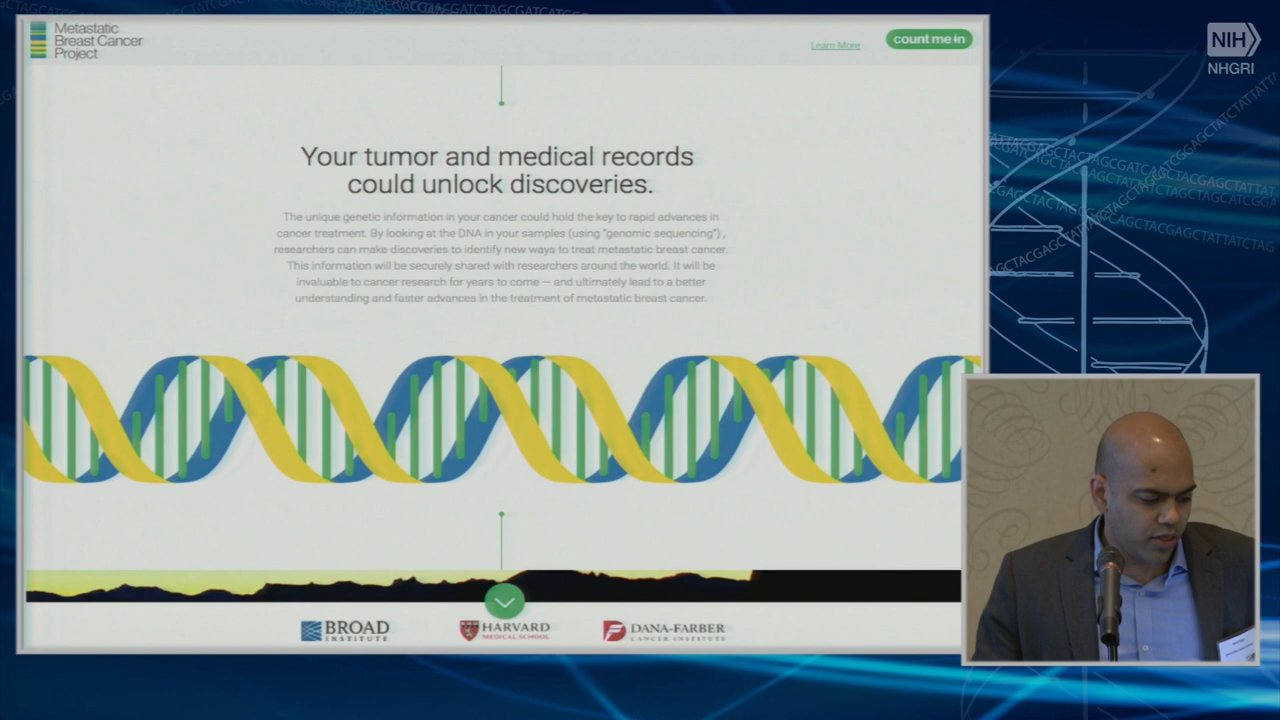 Metastatic
Breast Cancer
Project
Learn More
count me in
NIH
NHGRI
Your tumor and medical records
could unlock discoveries.
The unique genetic information in your cancer could hold the key to rapid advances in
cancer treatment. By looking at the DNA in your samples (using "genomic sequencing"),
researchers can make discoveries to identify new ways to treat metastatic breast cancer.
This information will be securely shared with researchers around the world. It will be
invaluable to cancer research for years to come — and ultimately lead to a better
understanding and faster advances in the treatment of metastatic breast cancer.
BROAD
INSTITUTE
HARVARD
MEDICAL SCHOOL
DANA-FARBER
CANCER INSTITUTE